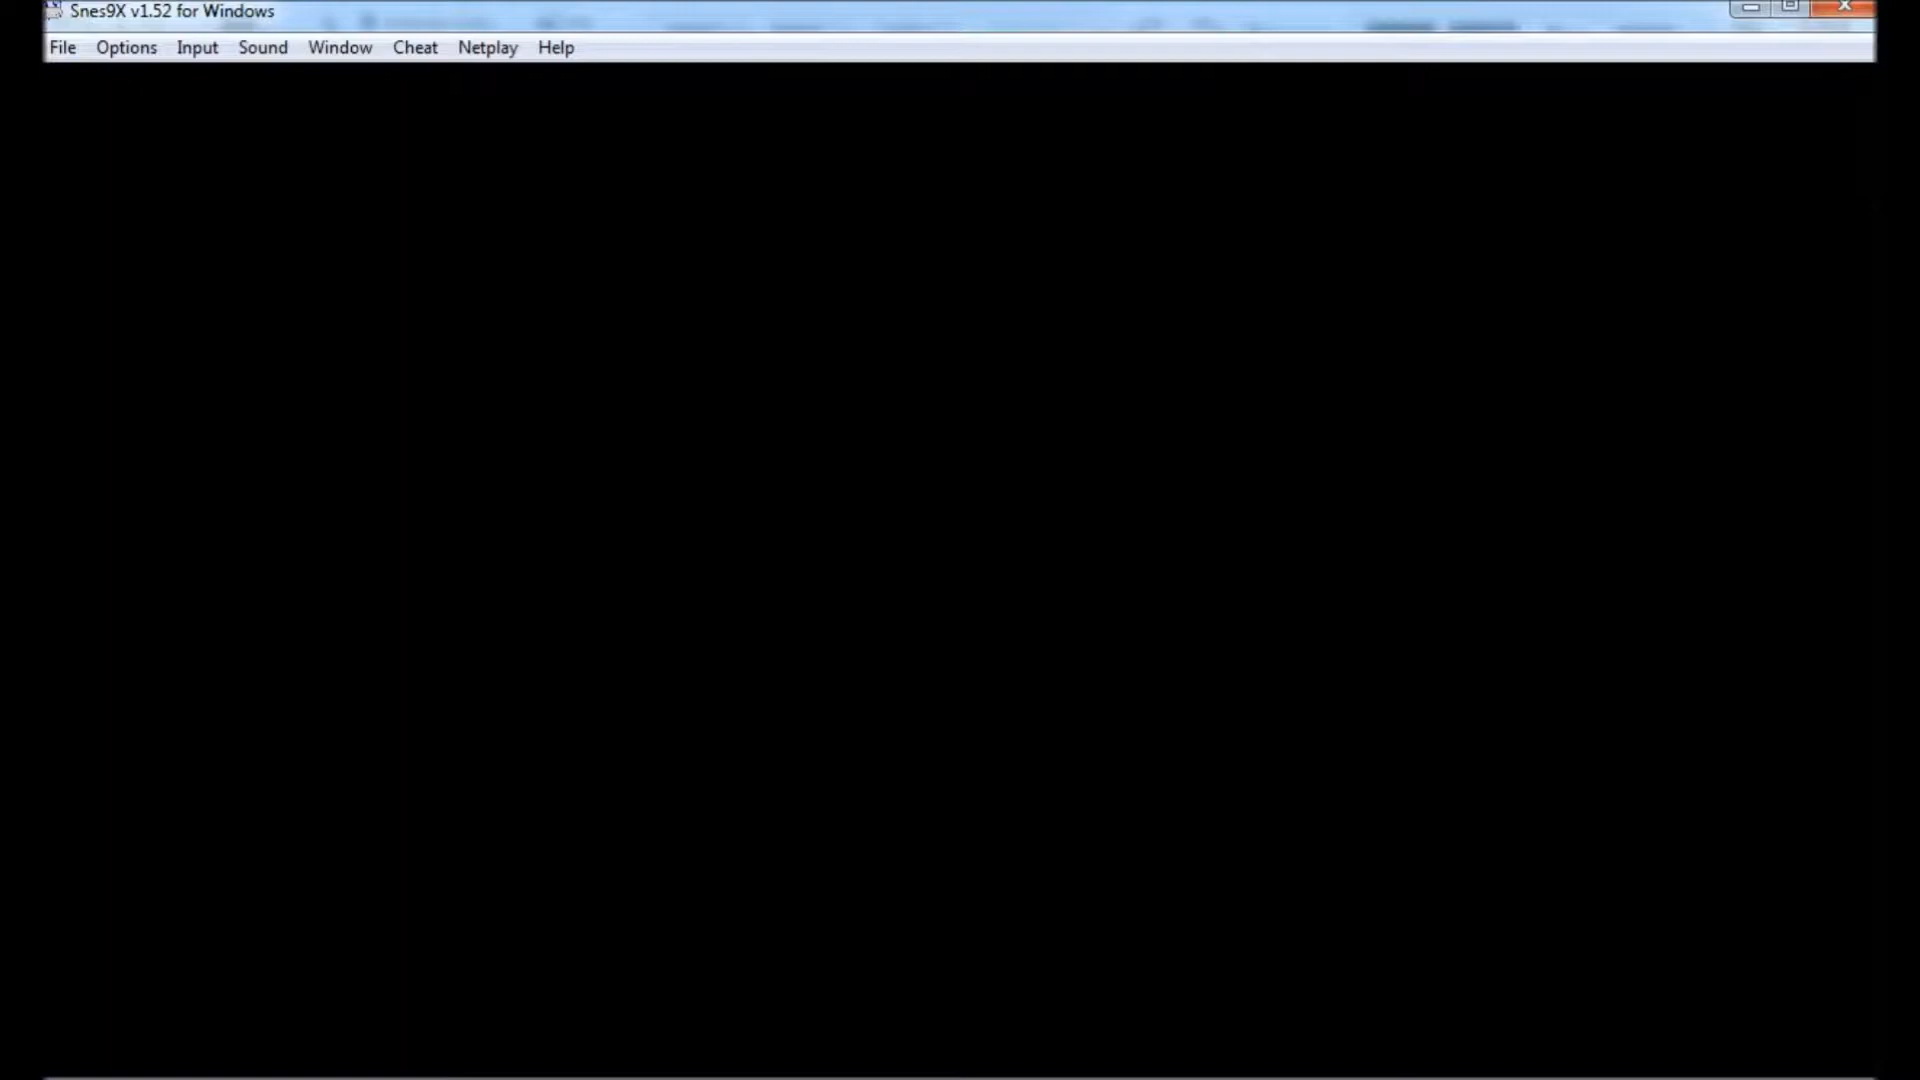 Snes9X v1.52 for Windows
File Options Input Sound Window Cheat Netplay Help